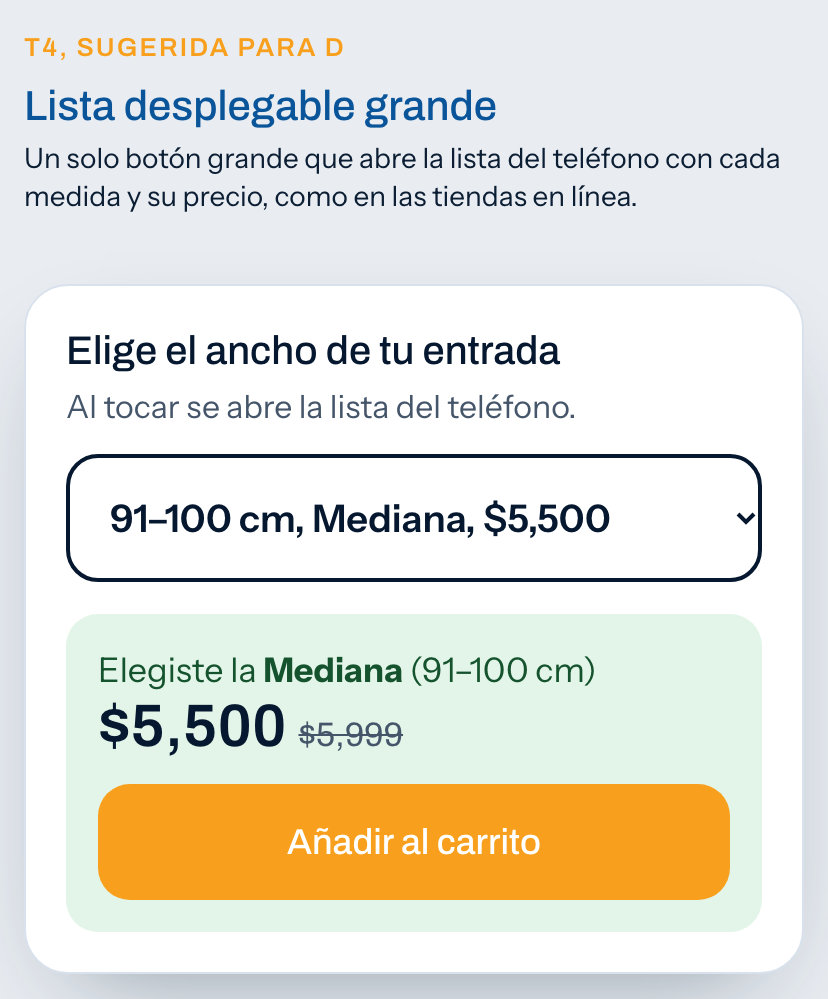 T4, SUGERIDA PARA D
Lista desplegable grande
Un solo botón grande que abre la lista del teléfono con cada
medida y su precio, como en las tiendas en línea.
Elige el ancho de tu entrada
Al tocar se abre la lista del teléfono.
91–100 cm, Mediana, $5,500
Elegiste la Mediana (91–100 cm)
$5,500 $5,999
Añadir al carrito